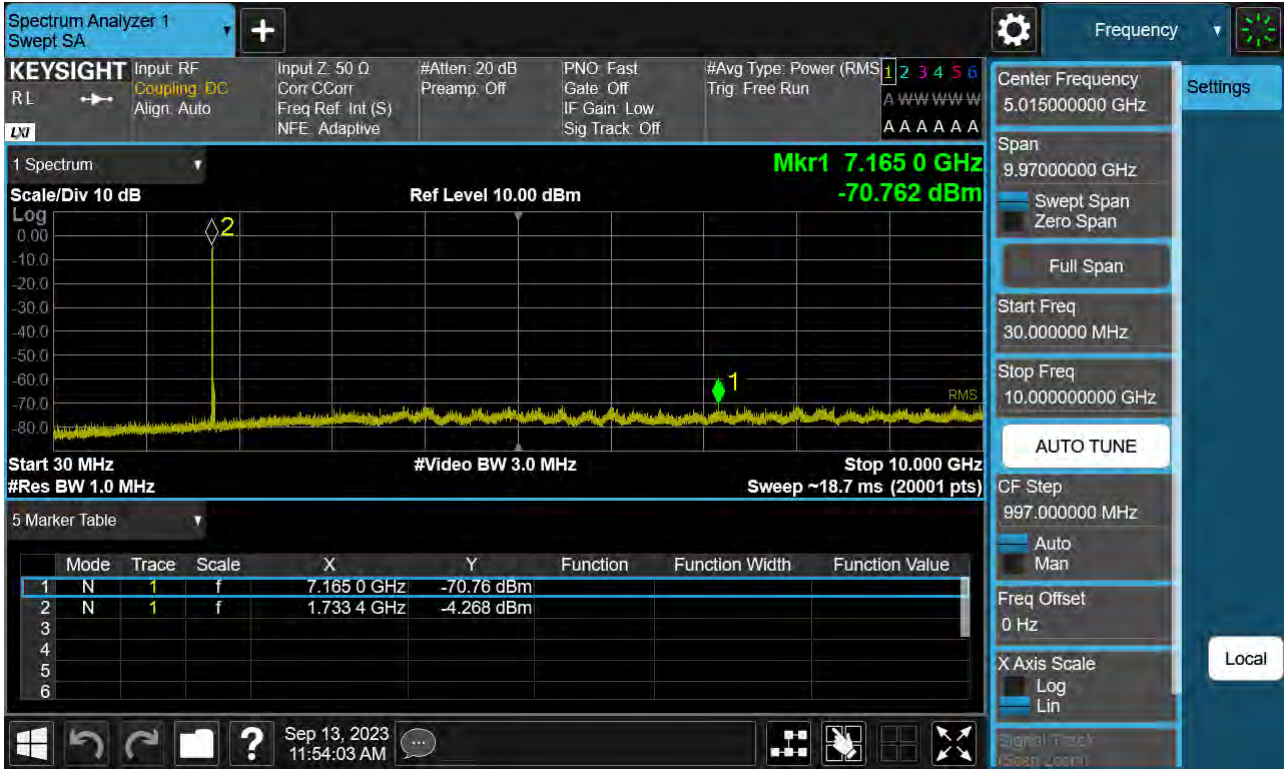 Spectrum Analyzer 1
Swept SA
+
Frequency
KEYSIGHT
R L
LXI
Input: RF
Coupling: DC
Align: Auto
Input Z: 50 Ω
Corr CCorr
Freq Ref: Int (S)
NFE: Adaptive
#Atten: 20 dB
Preamp: Off
PNO: Fast
Gate: Off
IF Gain: Low
Sig Track: Off
#Avg Type: Power (RMS
Trig: Free Run
1 2 3 4 5 6
A W W W W W
A A A A A A
1 Spectrum
Mkr1 7.165 0 GHz
-70.762 dBm
Scale/Div 10 dB
Ref Level 10.00 dBm
Log
0.00
-10.0
-20.0
-30.0
-40.0
-50.0
-60.0
-70.0
-80.0
2
1
RMS
Start 30 MHz
#Video BW 3.0 MHz
Stop 10.000 GHz
#Res BW 1.0 MHz
Sweep ~18.7 ms (20001 pts)
5 Marker Table
Mode Trace Scale X Y Function Function Width Function Value
1 N 1 f 7.165 0 GHz -70.76 dBm
2 N 1 f 1.733 4 GHz -4.268 dBm
3
4
5
6
Center Frequency
5.015000000 GHz
Span
9.97000000 GHz
Swept Span
Zero Span
Full Span
Start Freq
30.000000 MHz
Stop Freq
10.000000000 GHz
AUTO TUNE
CF Step
997.000000 MHz
Auto
Man
Freq Offset
0 Hz
X Axis Scale
Log
Lin
Signal Track
(Span Zoom)
Settings
Local
?
Sep 13, 2023
11:54:03 AM